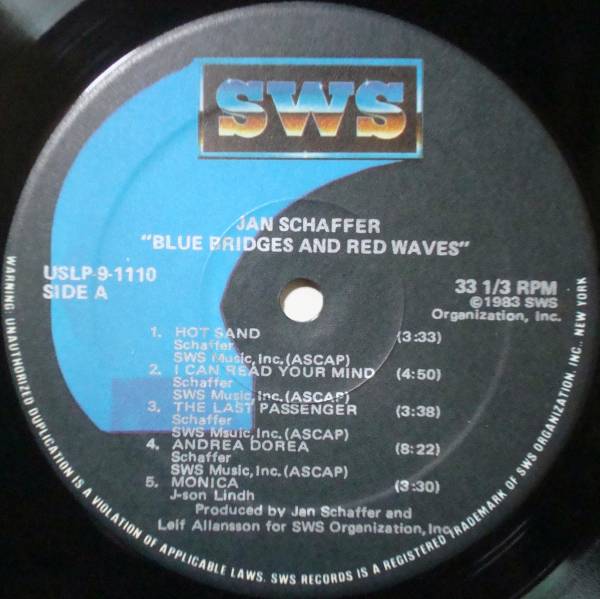 SWS
JAN SCHAFFER
"BLUE BRIDGES AND RED WAVES"
USLP-9-1110
SIDE A
33 1/3 RPM
©1983 SWS
Organization, Inc.
1. HOT SAND (3:33)
Schaffer
SWS Music, Inc. (ASCAP)
2. I CAN READ YOUR MIND (4:50)
Schaffer
SWS Music, Inc. (ASCAP)
3. THE LAST PASSENGER (3:38)
Schaffer
SWS Msuic, Inc. (ASCAP)
4. ANDREA DOREA (8:22)
Schaffer
SWS Music, Inc. (ASCAP)
5. MONICA (3:30)
J-son Lindh
Produced by Jan Schaffer and
Leif Allansson for SWS Organization, Inc.
WARNING: UNAUTHORIZED DUPLICATION IS A VIOLATION OF APPLICABLE LAWS. SWS RECORDS IS A REGISTERED TRADEMARK OF SWS ORGANIZATION, INC., NEW YORK